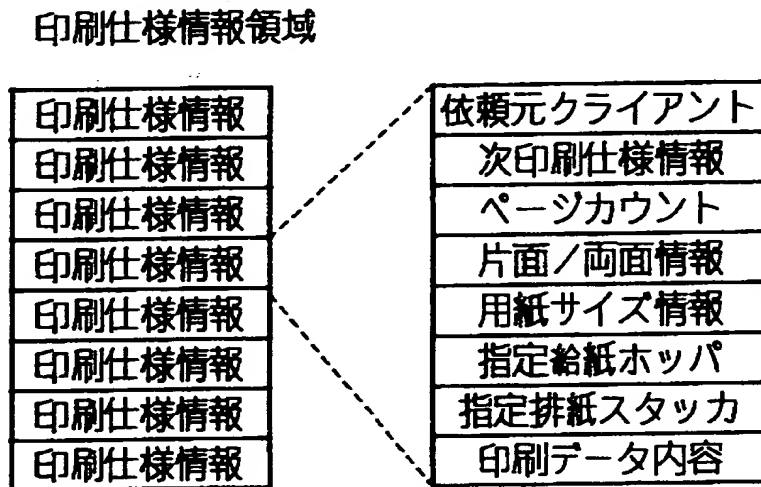 印刷仕様情報領域
印刷仕様情報
印刷仕様情報
印刷仕様情報
印刷仕様情報
印刷仕様情報
印刷仕様情報
印刷仕様情報
印刷仕様情報
依頼元クライアント
次印刷仕様情報
ページカウント
片面／両面情報
用紙サイズ情報
指定給紙ホッパ
指定排紙スタッカ
印刷データ内容